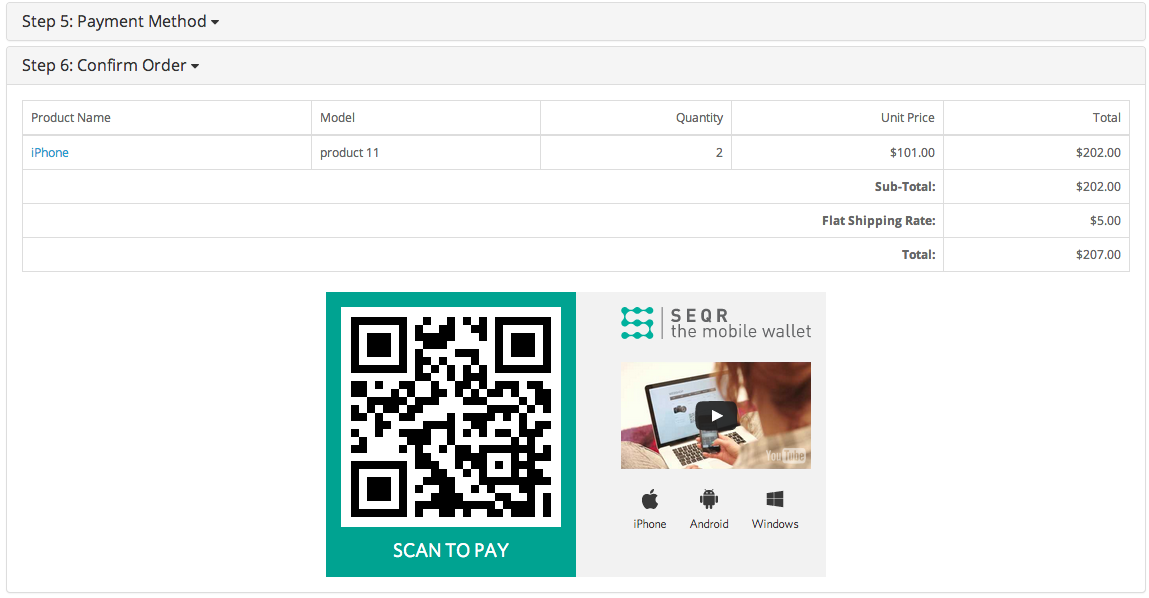 Step 5: Payment Method
Step 6: Confirm Order
Product Name Model Quantity Unit Price Total
iPhone product 11 2 $101.00 $202.00
Sub-Total: $202.00
Flat Shipping Rate: $5.00
Total: $207.00
SEQR
the mobile wallet
YouTube
iPhone Android Windows
SCAN TO PAY